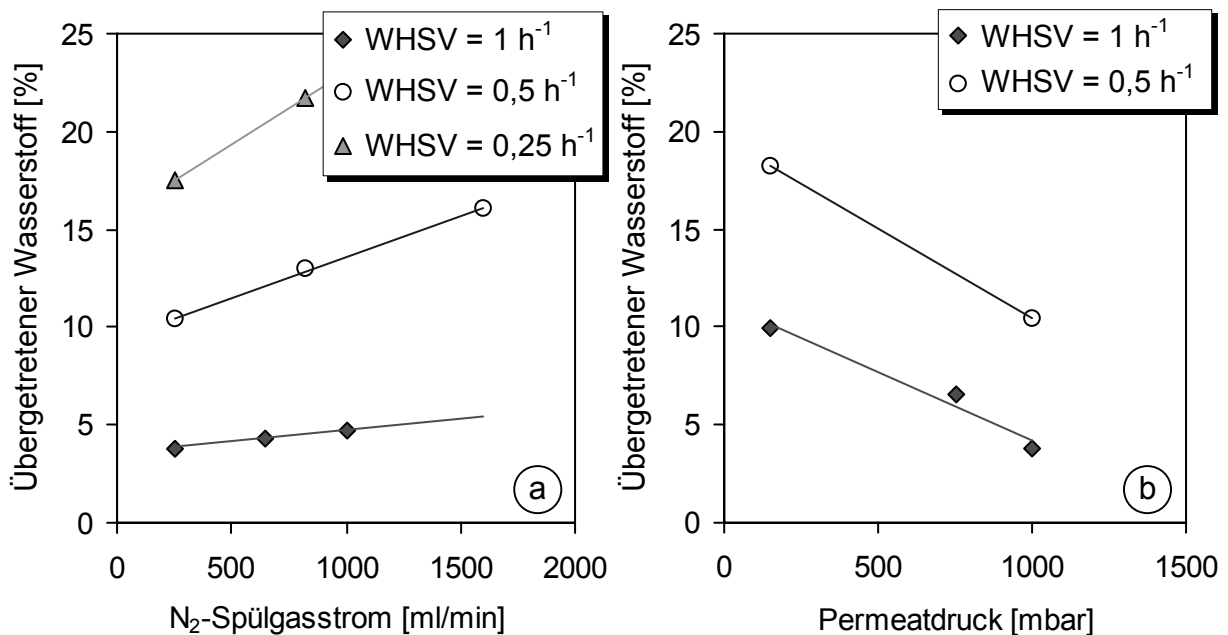 Übergetretener Wasserstoff [%]
25
20
15
10
5
0
WHSV = 1 h⁻¹
WHSV = 0,5 h⁻¹
WHSV = 0,25 h⁻¹
a
0 500 1000 1500 2000
N₂-Spülgasstrom [ml/min]
Übergetretener Wasserstoff [%]
25
20
15
10
5
0
WHSV = 1 h⁻¹
WHSV = 0,5 h⁻¹
b
0 500 1000 1500
Permeatdruck [mbar]